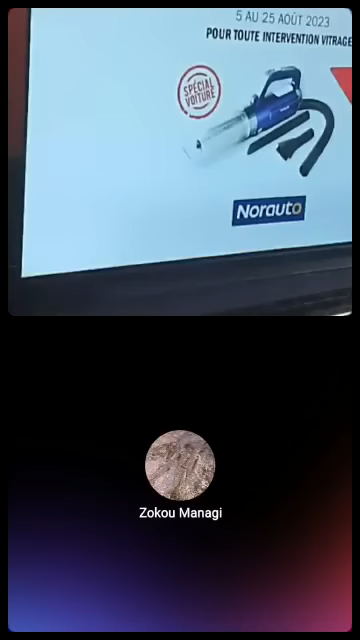 5 AU 25 AOÛT 2023
POUR TOUTE INTERVENTION VITRAGE
SPÉCIAL
VOITURE
Norauto
Zokou Managi